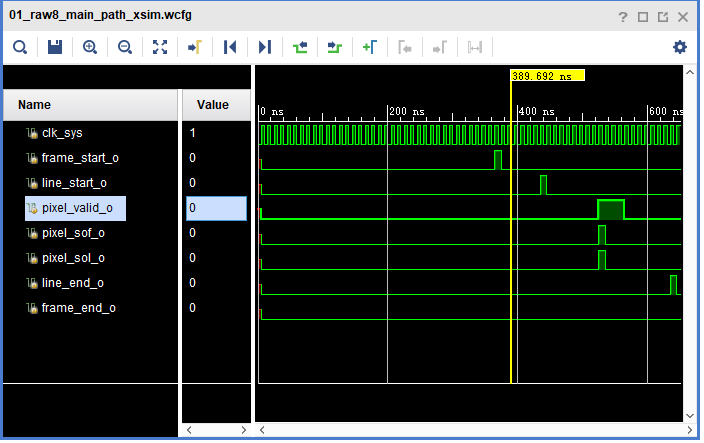 01_raw8_main_path_xsim.wcfg
Name Value
389.692 ns
0 ns 200 ns 400 ns 600 ns
clk_sys 1
frame_start_o 0
line_start_o 0
pixel_valid_o 0
pixel_sof_o 0
pixel_sol_o 0
line_end_o 0
frame_end_o 0